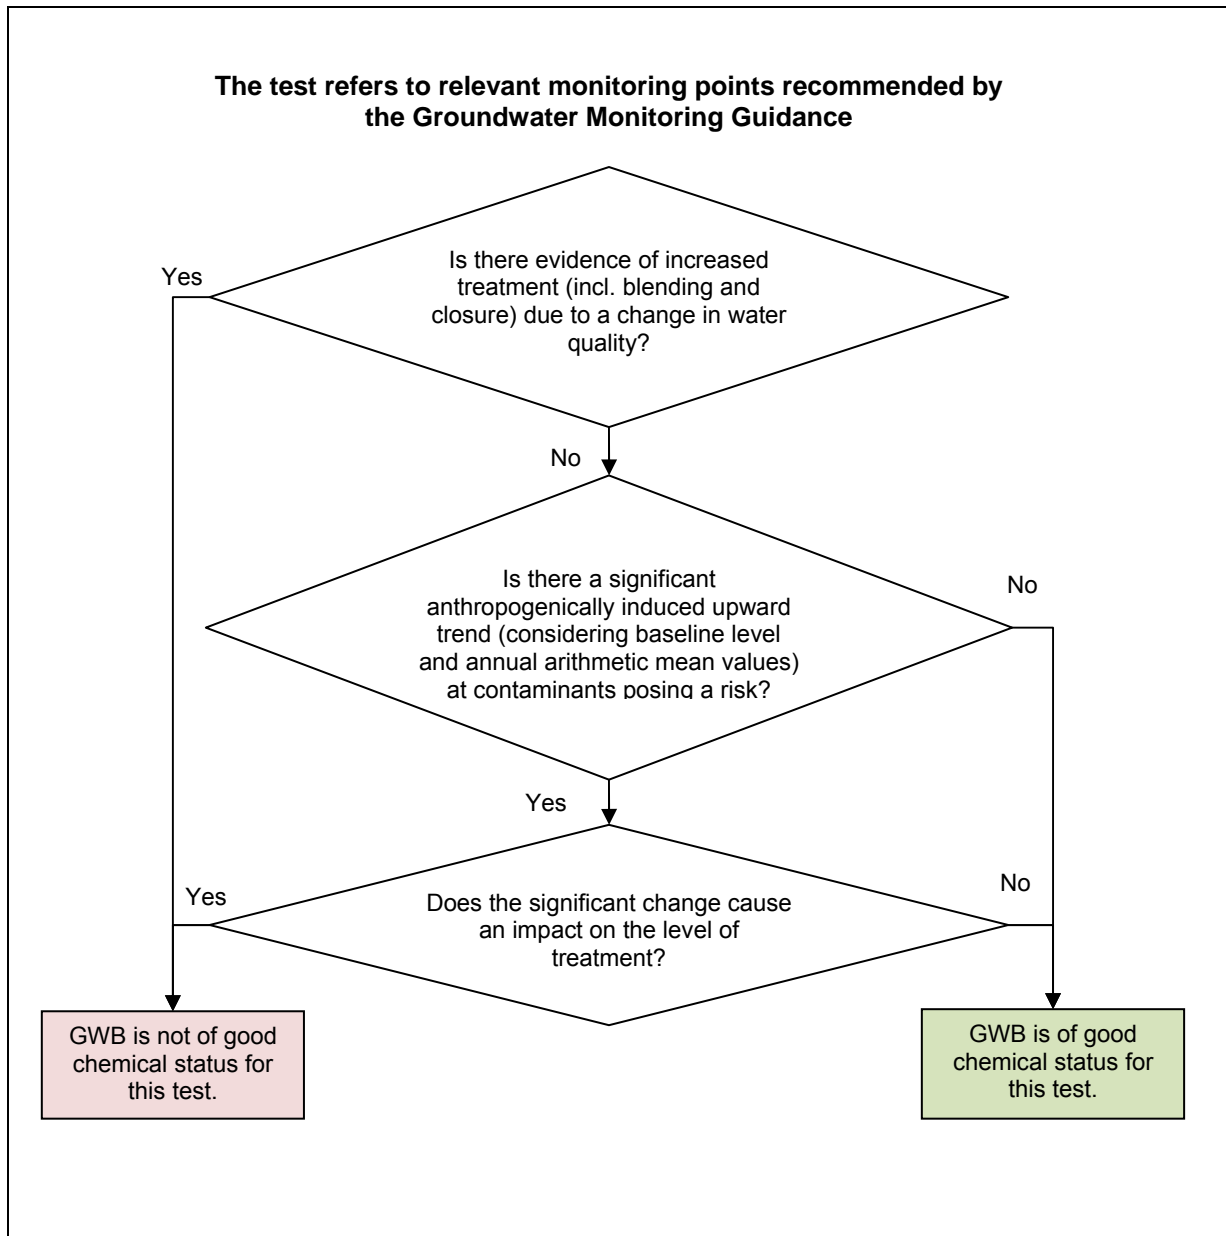 The test refers to relevant monitoring points recommended by
the Groundwater Monitoring Guidance
Yes
Is there evidence of increased
treatment (incl. blending and
closure) due to a change in water
quality?
No
Is there a significant
anthropogenically induced upward
trend (considering baseline level
and annual arithmetic mean values)
at contaminants posing a risk?
No
Yes
Yes
Does the significant change cause
an impact on the level of
treatment?
No
GWB is not of good
chemical status for
this test.
GWB is of good
chemical status for
this test.